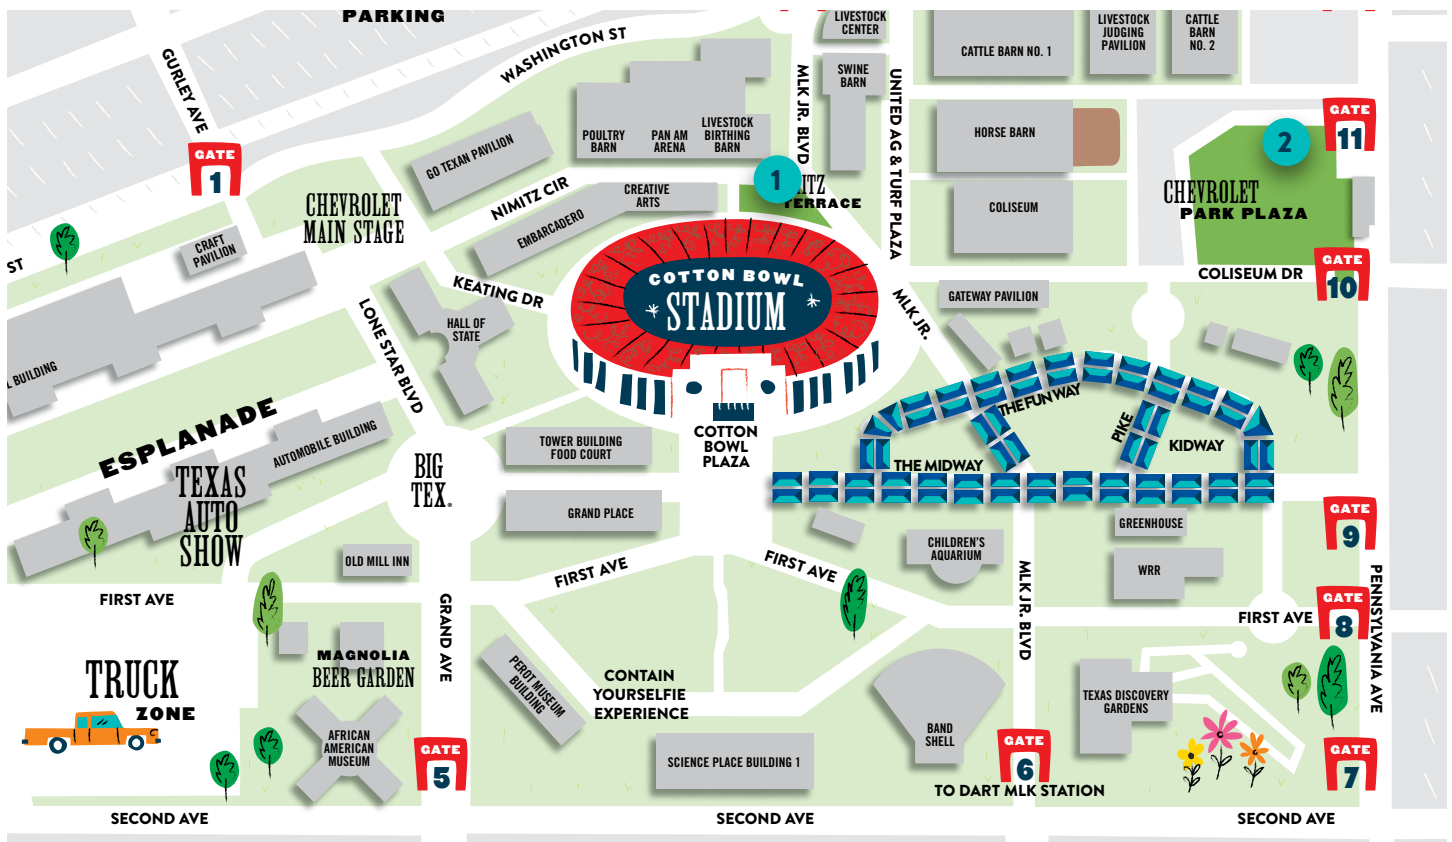 PARKING
WASHINGTON ST
GURLEY AVE
GATE
1
LIVESTOCK
CENTER
SWINE
BARN
MLK JR. BLVD
UNITED AG & TURF PLAZA
CATTLE BARN NO. 1
LIVESTOCK
JUDGING
PAVILION
CATTLE
BARN
NO. 2
HORSE BARN
COLISEUM
GATE
11
2
CHEVROLET
PARK PLAZA
GATE
10
COLISEUM DR
POULTRY
BARN
PAN AM
ARENA
LIVESTOCK
BIRTHING
BARN
GO TEXAN PAVILION
NIMITZ CIR
CREATIVE
ARTS
EMBARCADERO
1
ITZ
TERRACE
CHEVROLET
MAIN STAGE
CRAFT
PAVILION
ST
KEATING DR
HALL OF
STATE
LONE STAR BLVD
COTTON BOWL
STADIUM
MLK JR.
GATEWAY PAVILION
L BUILDING
ESPLANADE
AUTOMOBILE BUILDING
TEXAS
AUTO
SHOW
BIG
TEX®
TOWER BUILDING
FOOD COURT
GRAND PLACE
COTTON
BOWL
PLAZA
THE FUN WAY
THE MIDWAY
PIKE
KIDWAY
GREENHOUSE
WRR
CHILDREN'S
AQUARIUM
GATE
9
OLD MILL INN
FIRST AVE
FIRST AVE
FIRST AVE
FIRST AVE
GATE
8
PENNSYLVANIA AVE
MLK JR. BLVD
GRAND AVE
TRUCK
ZONE
MAGNOLIA
BEER GARDEN
AFRICAN
AMERICAN
MUSEUM
PEROT MUSEUM
BUILDING
CONTAIN
YOURSELFIE
EXPERIENCE
SCIENCE PLACE BUILDING 1
BAND
SHELL
TEXAS DISCOVERY
GARDENS
GATE
5
GATE
6
GATE
7
TO DART MLK STATION
SECOND AVE
SECOND AVE
SECOND AVE